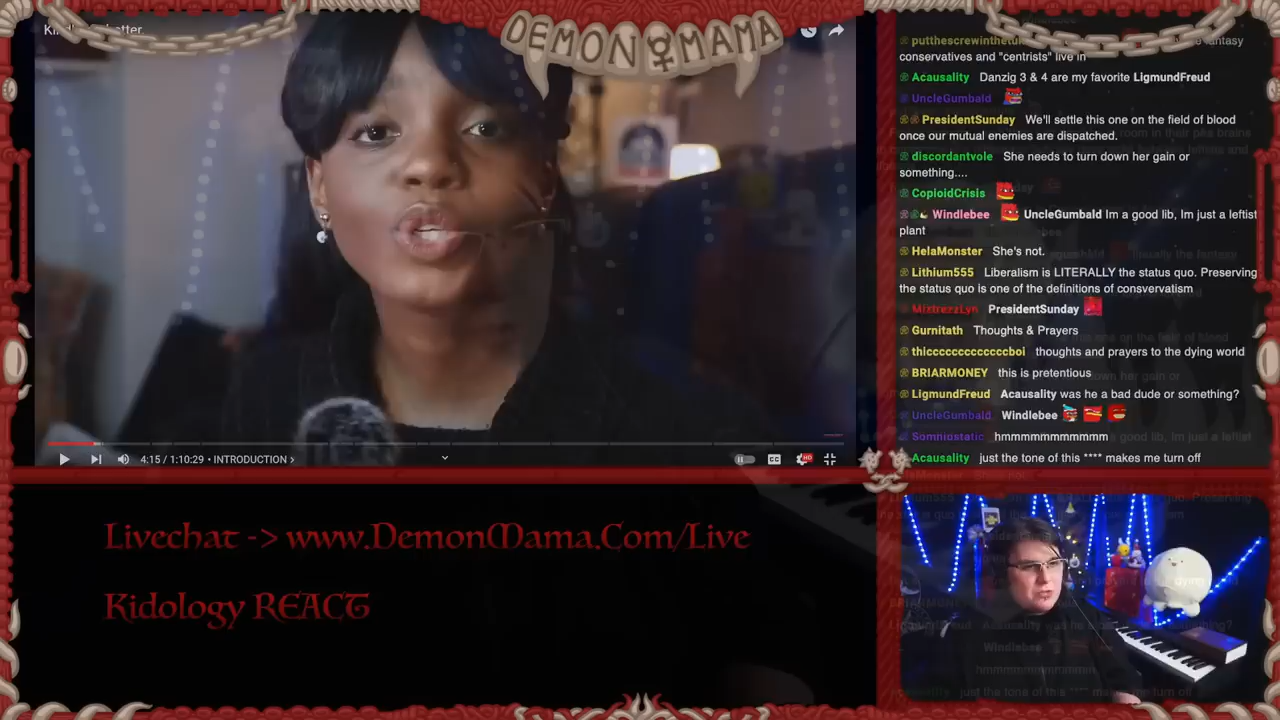 DEMON MAMA
conservatives and "centrists" live in
Acausality Danzig 3 & 4 are my favorite LigmundFreud
UncleGumbald
PresidentSunday We'll settle this one on the field of blood
once our mutual enemies are dispatched.
discordantvole She needs to turn down her gain or
something....
CopioidCrisis
Windlebee UncleGumbald Im a good lib, Im just a leftist
plant
HelaMonster She's not.
Lithium555 Liberalism is LITERALLY the status quo. Preserving
the status quo is one of the definitions of consvervatism
MiztrezzLyn PresidentSunday
Gurnitath Thoughts & Prayers
thiccccccccccccboi thoughts and prayers to the dying world
BRIARMONEY this is pretentious
LigmundFreud Acausality was he a bad dude or something?
UncleGumbald Windlebee
Somniostatic hmmmmmmmmmmm
Acausality just the tone of this **** makes me turn off
4:15 / 1:10:29 • INTRODUCTION >
CC
HD
Livechat -> www.DemonMama.Com/Live
Kidology REACT